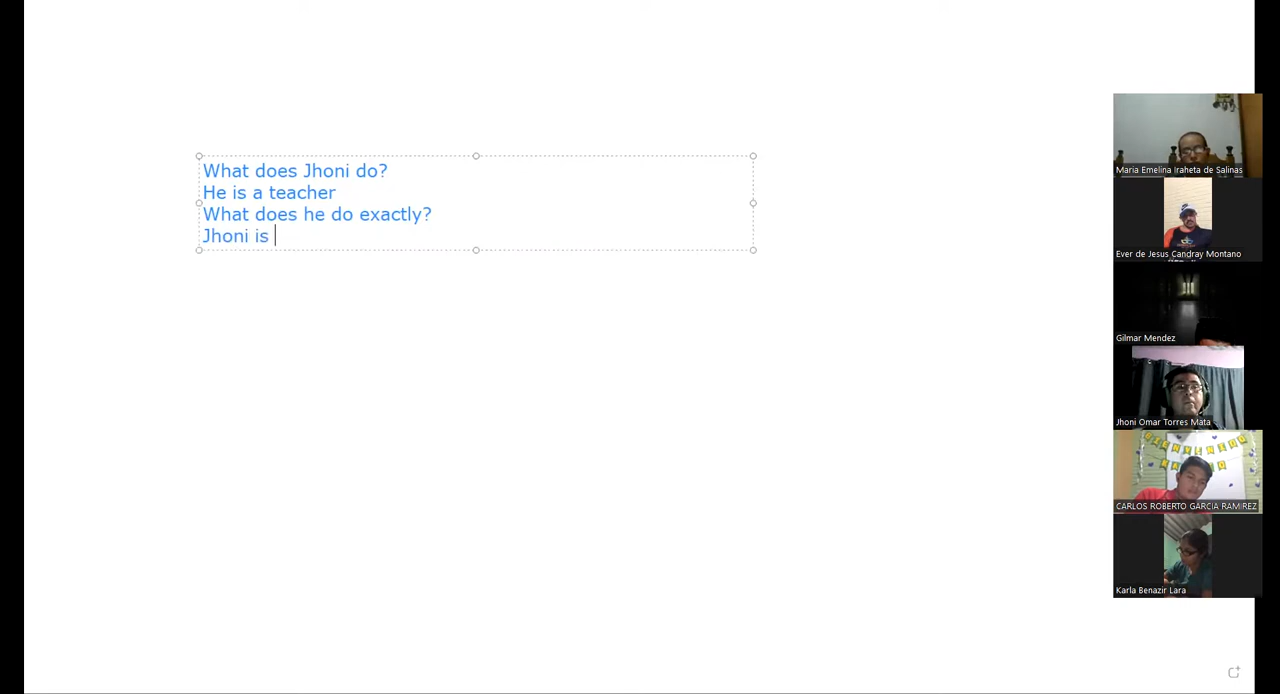 What does Jhoni do?
He is a teacher
What does he do exactly?
Jhoni is
Maria Emelina Iraheta de Salinas
Ever de Jesus Candray Montano
Gilmar Mendez
Jhoni Omar Torres Mata
CARLOS ROBERTO GARCIA RAMIREZ
Karla Benazir Lara